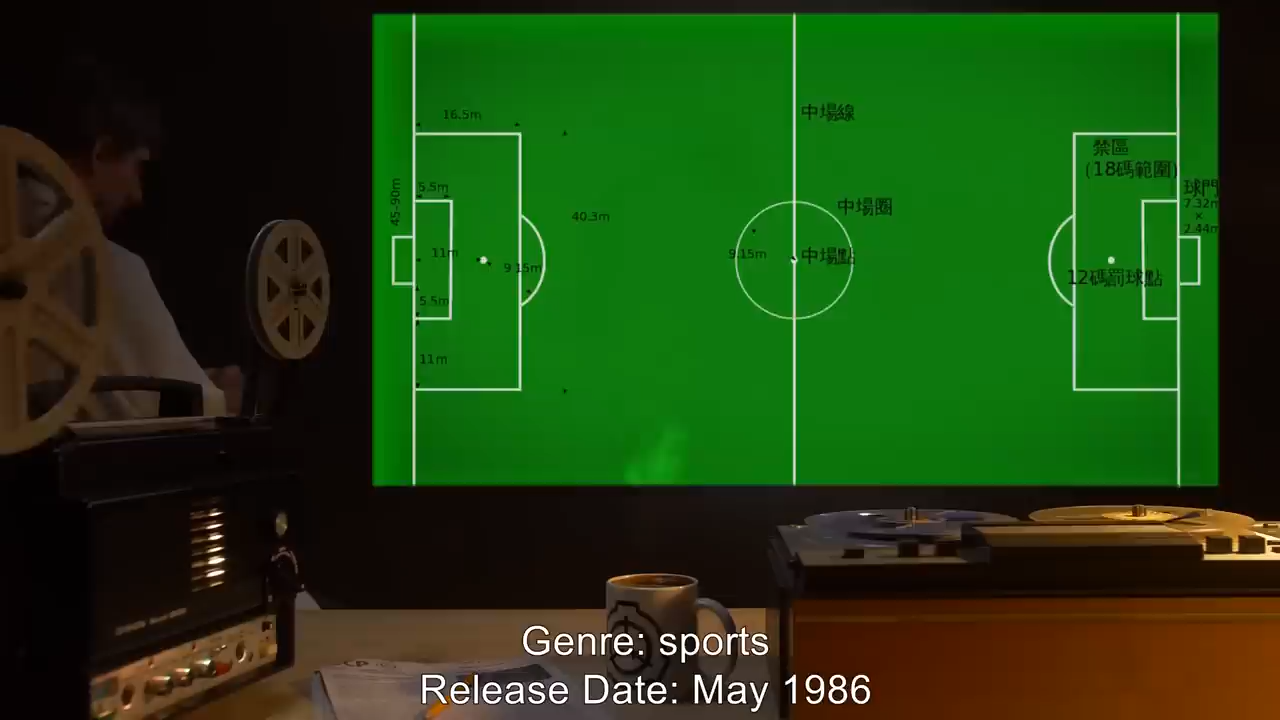 16.5m
中場線
禁區
(18碼範圍)
5.5m
45-90m
球門
7.32m
×
2.44m
40.3m
中場圈
11m
9.15m
9.15m
中場點
12碼罰球點
5.5m
11m
Genre: sports
Release Date: May 1986